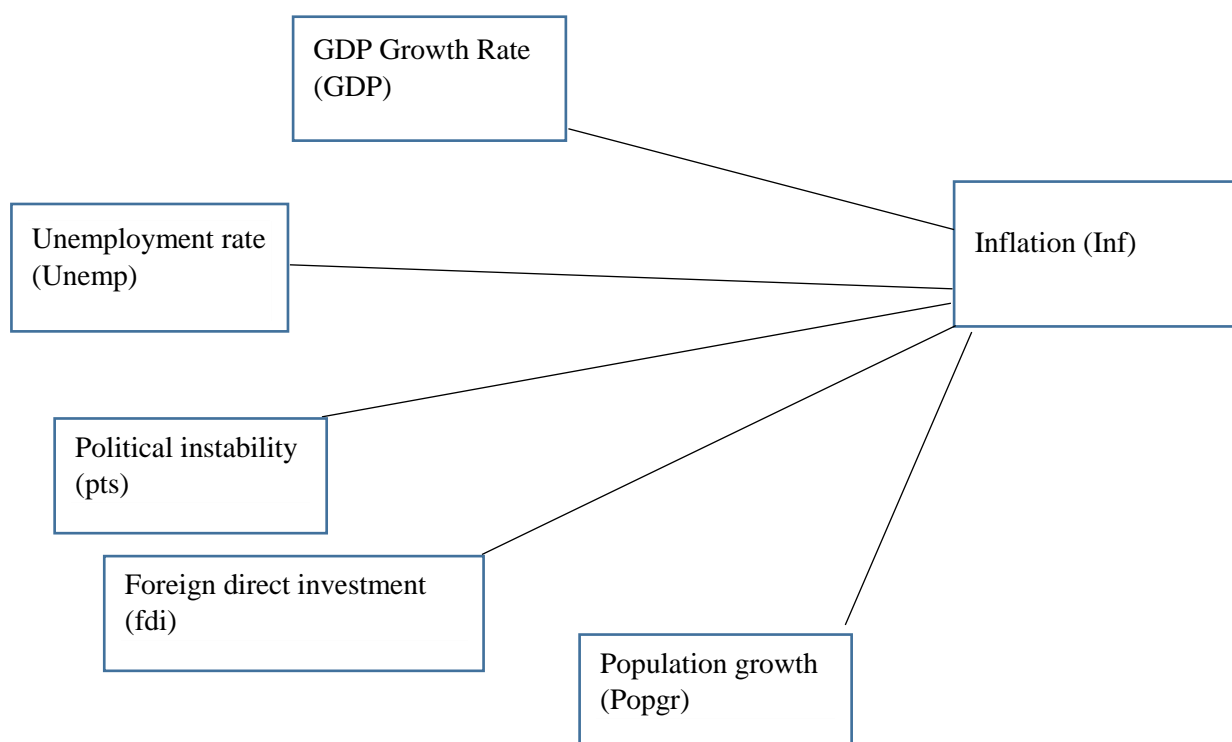 GDP Growth Rate
(GDP)
Unemployment rate
(Unemp)
Inflation (Inf)
Political instability
(pts)
Foreign direct investment
(fdi)
Population growth
(Popgr)